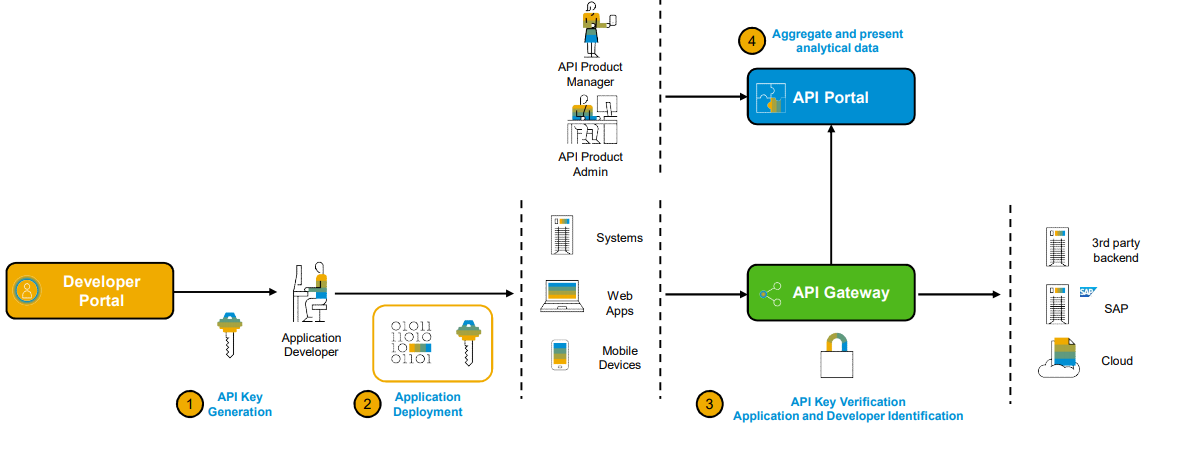 API Product
Manager
API Product
Admin
4
Aggregate and present
analytical data
API Portal
Developer
Portal
Application
Developer
1
API Key
Generation
01011
11010
10
01101
2
Application
Deployment
Systems
Web
Apps
Mobile
Devices
API Gateway
3
API Key Verification
Application and Developer Identification
3rd party
backend
SAP
SAP
Cloud